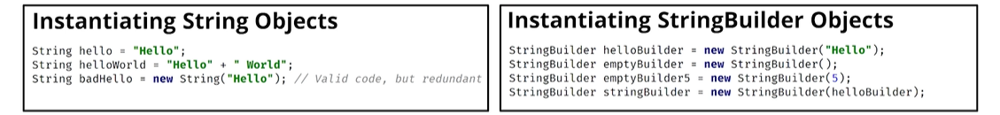 Instantiating String Objects
String hello = "Hello";
String helloWorld = "Hello" + " World";
String badHello = new String("Hello"); // Valid code, but redundant
Instantiating StringBuilder Objects
StringBuilder helloBuilder = new StringBuilder("Hello");
StringBuilder emptyBuilder = new StringBuilder();
StringBuilder emptyBuilder5 = new StringBuilder(5);
StringBuilder stringBuilder = new StringBuilder(helloBuilder);